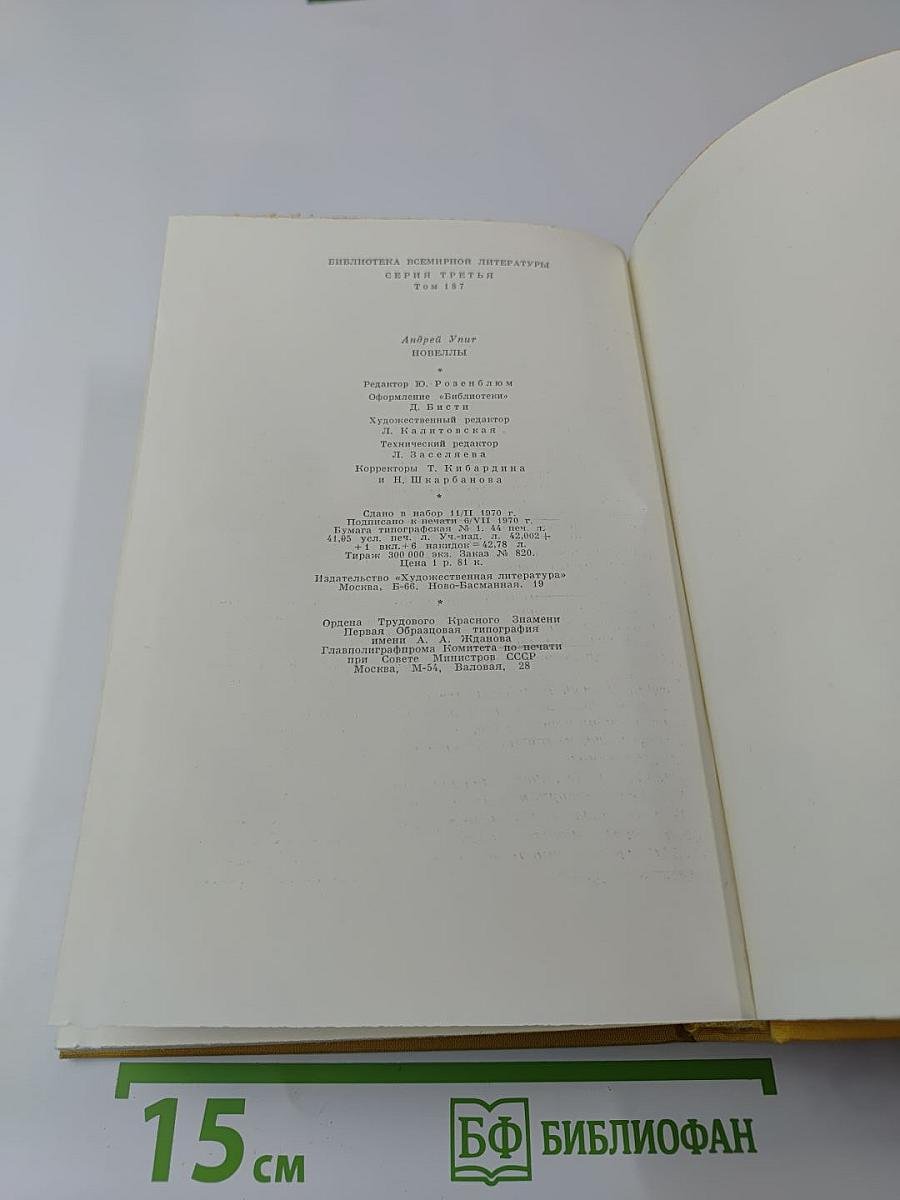 БИБЛИОТЕКА ВСЕМИРНОЙ ЛИТЕРАТУРЫ
СЕРИЯ ТРЕТЬЯ
Том 187
Андрей Упит
НОВЕЛЛЫ
*
Редактор Ю. Розенблюм
Оформление «Библиотеки»
Д. Бисти
Художественный редактор
Л. Калитовская
Технический редактор
Л. Заселяева
Корректоры Т. Кибардина
и Н. Шкарбанова
*
Сдано в набор 11/II 1970 г.
Подписано к печати 6/VII 1970 г.
Бумага типографская № 1. 44 печ. л.
41,05 усл. печ. л. Уч.-изд. л. 42,002+
+1 вкл.+6 накидок=42,78 л.
Тираж 300 000 экз. Заказ № 820.
Цена 1 р. 81 к.
Издательство «Художественная литература»
Москва, Б-66, Ново-Басманная, 19
*
Ордена Трудового Красного Знамени
Первая Образцовая типография
имени А. А. Жданова
Главполиграфпрома Комитета по печати
при Совете Министров СССР
Москва, М-54, Валовая, 28
15 см
БФ БИБЛИОФАН